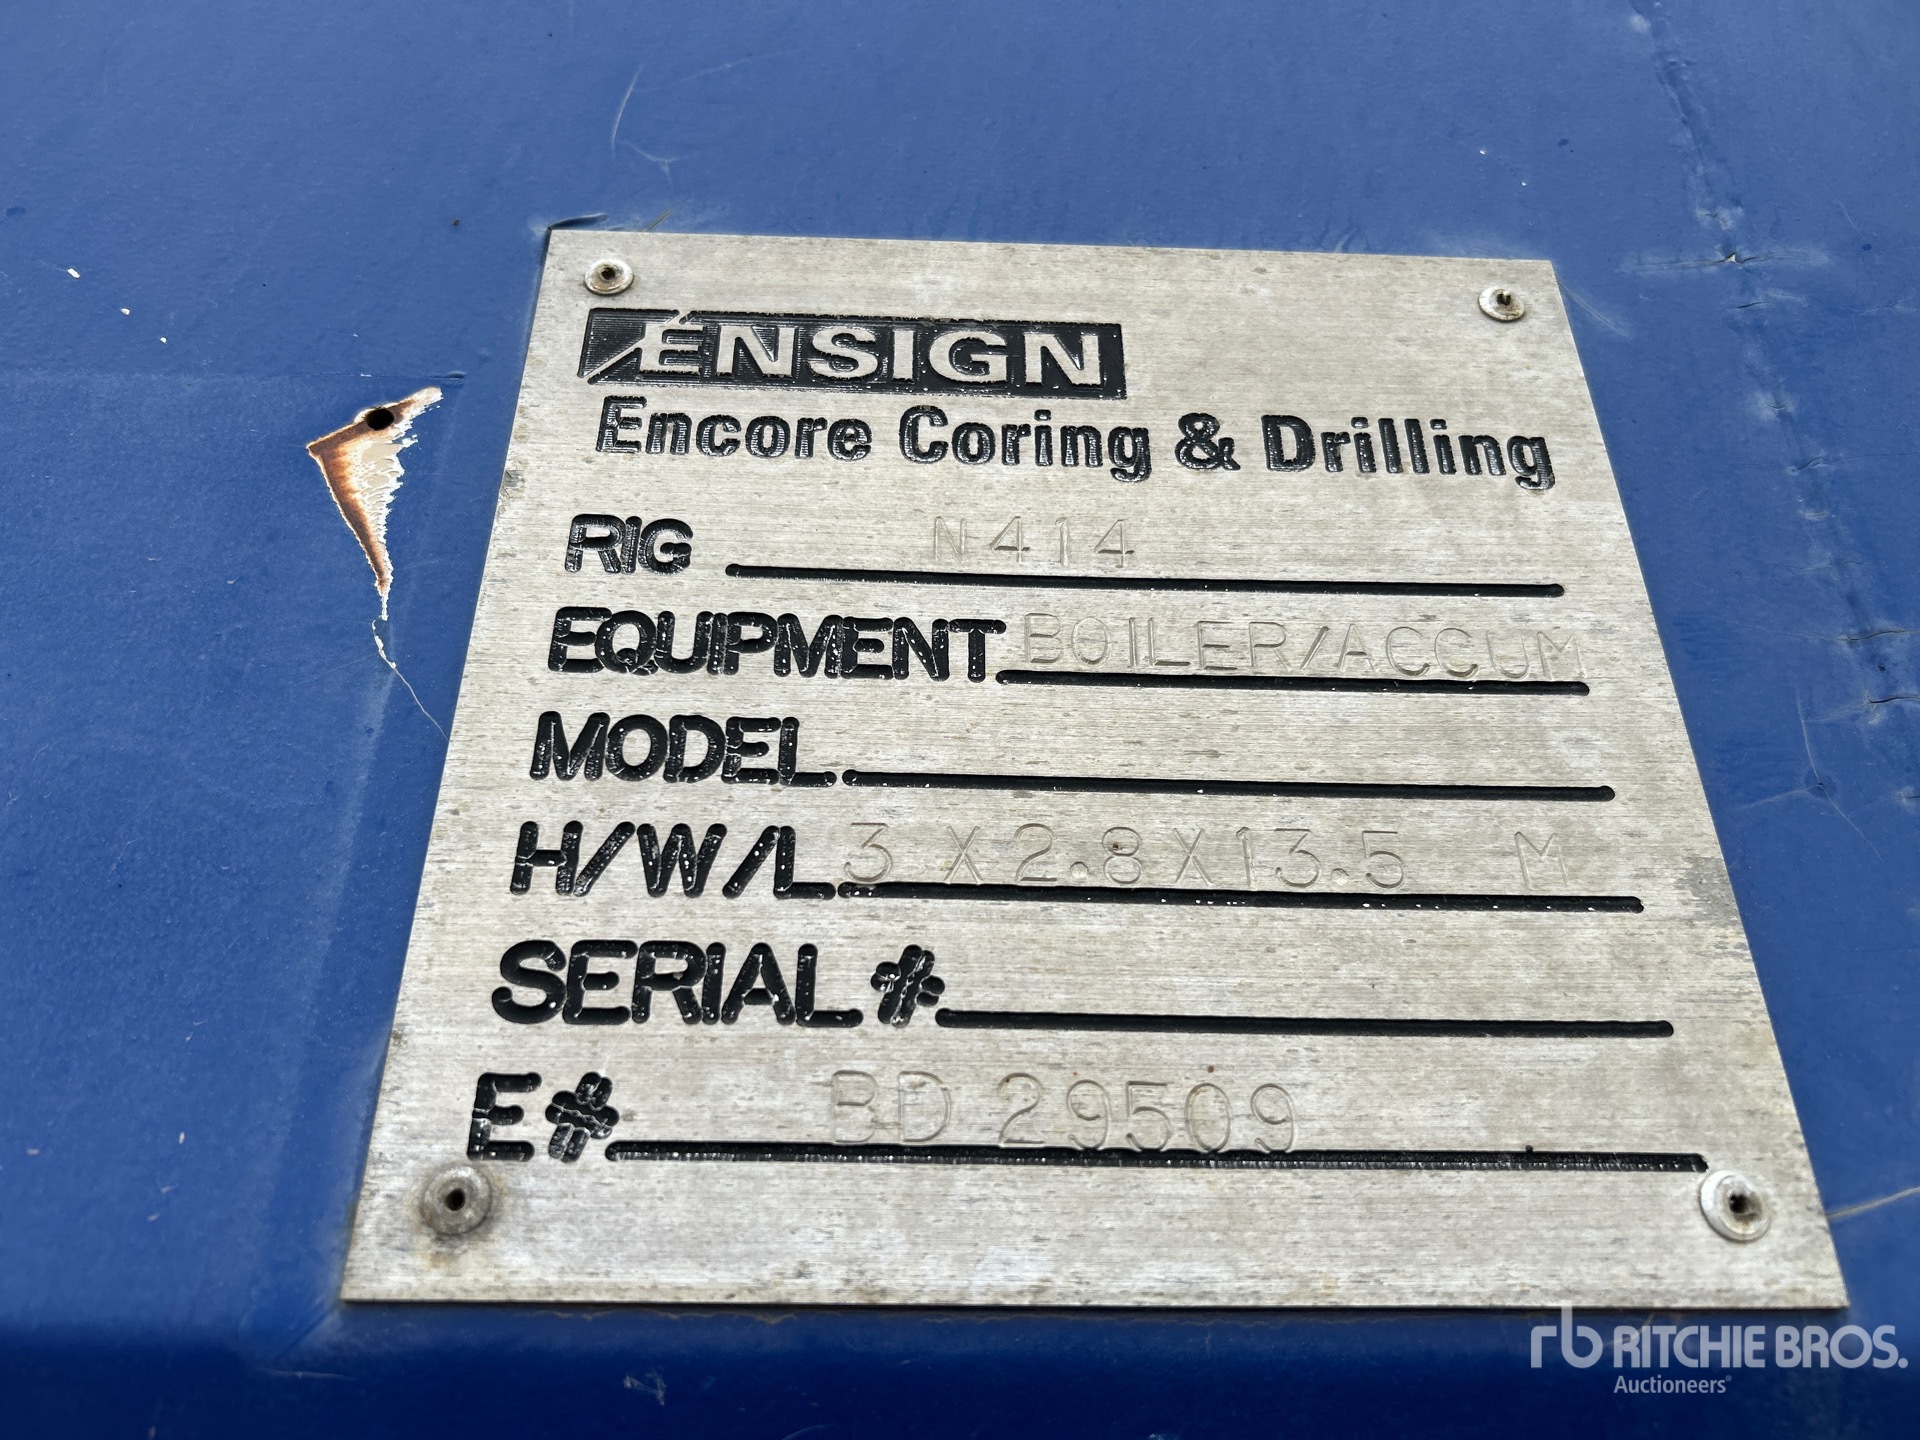 ENSIGN
Encore Coring & Drilling
RIG N414
EQUIPMENT BOILER/ACCUM
MODEL
H/W/L 3 X 2.8 X 13.5 M
SERIAL #
E# BD 29509
rb RITCHIE BROS.
Auctioneers®